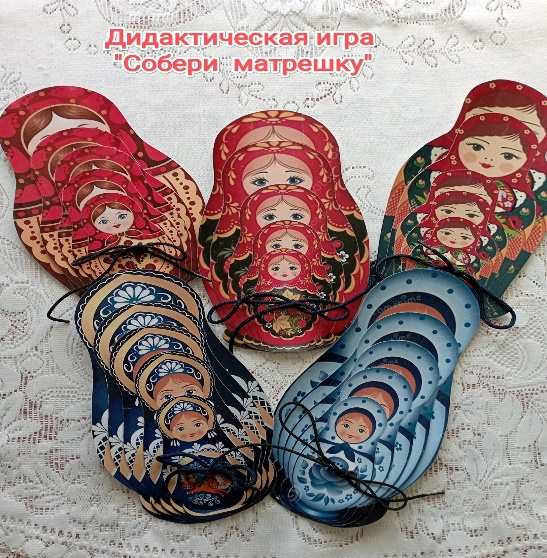 Дидактическая игра
"Собери матрешку"